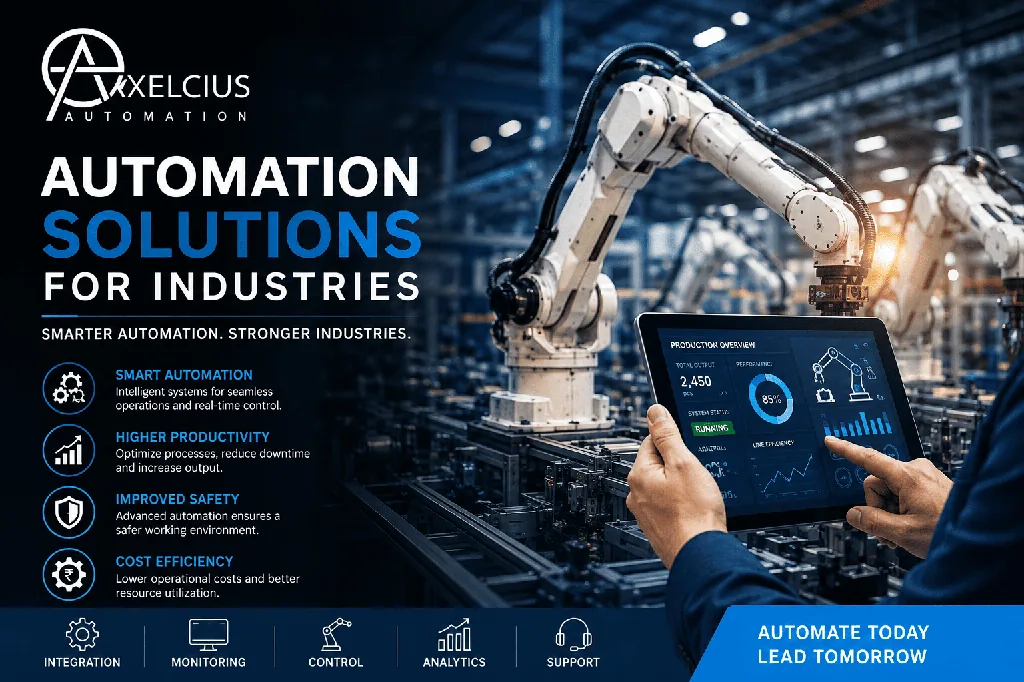 AXELCIUS
AUTOMATION
AUTOMATION
SOLUTIONS
FOR INDUSTRIES
SMARTER AUTOMATION. STRONGER INDUSTRIES.
SMART AUTOMATION
Intelligent systems for seamless
operations and real-time control.
HIGHER PRODUCTIVITY
Optimize processes, reduce downtime
and increase output.
IMPROVED SAFETY
Advanced automation ensures a
safer working environment.
₹
COST EFFICIENCY
Lower operational costs and better
resource utilization.
PRODUCTION OVERVIEW
TOTAL OUTPUT
2,450
PERFORMANCE
85%
SYSTEM STATUS
RUNNING
LINE EFFICIENCY
INTEGRATION
MONITORING
CONTROL
ANALYTICS
SUPPORT
AUTOMATE TODAY
LEAD TOMORROW